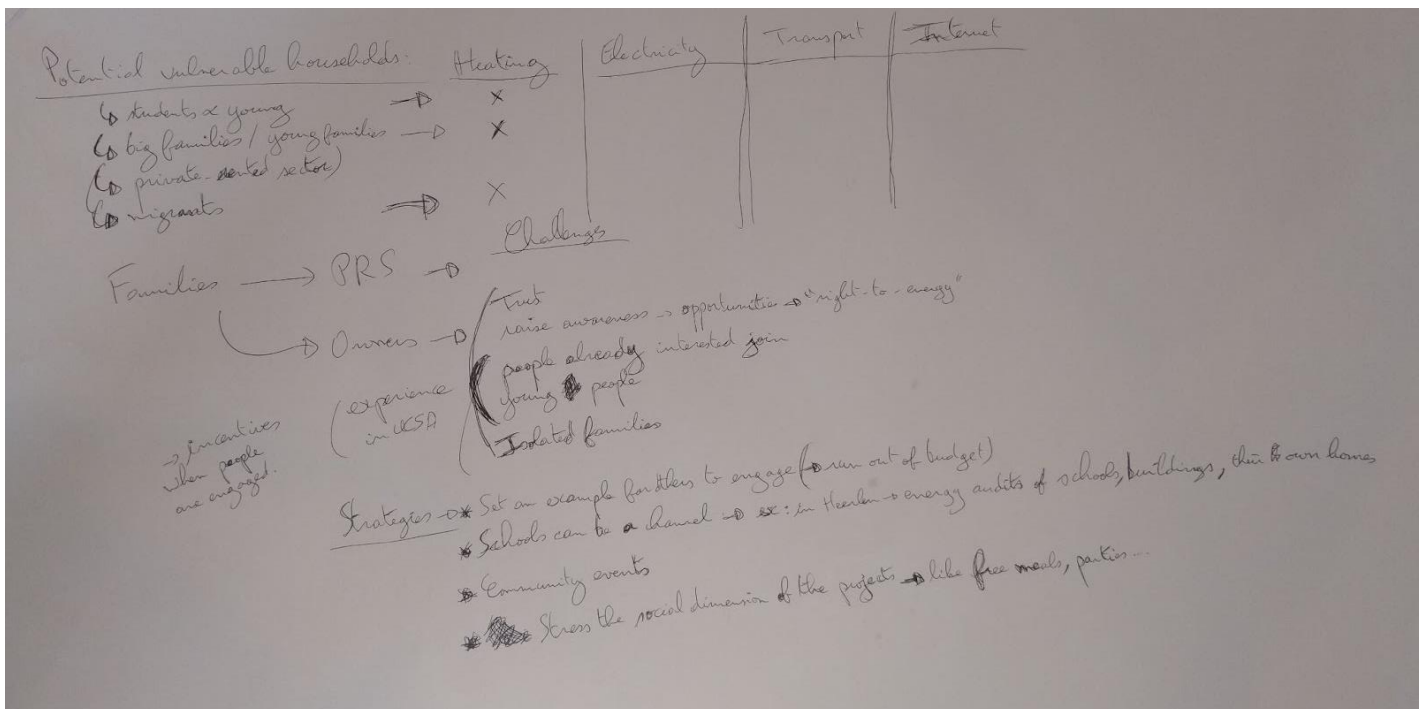 Potential vulnerable households: Heating Electricity Transport Internet
↳ students & young → x
↳ big families / young families → x
(↳ private-rented sector)
↳ migrants → x
Challenges
Families → PRS →
Trust
raise awareness → opportunities → "right-to-energy"
→ Owners →
people already interested join
young people
(experience
in
Isolated families
→ incentives
when people
are engaged.
Strategies → * Set an example for others to engage (→ ran out of budget)
* Schools can be a channel → ex: in Heerlen → energy audits of schools, buildings, their own homes
* Community events
* Stress the social dimension of the projects → like free meals, parties...